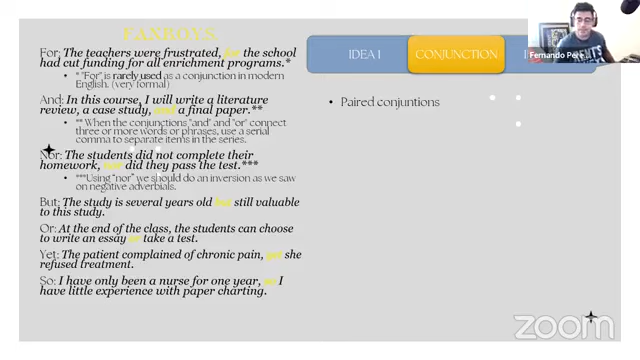 FANBOYS
For: The teachers were frustrated, for the school
had cut funding for all enrichment programs.*
• * "For" is rarely used as a conjunction in modern
English. (very formal)
And: In this course, I will write a literature
review, a case study, and a final paper.**
• ** When the conjunctions "and" and "or" connect
three or more words or phrases, use a serial
comma to separate items in the series.
Nor: The students did not complete their
homework, nor did they pass the test.***
• ***Using "nor" we should do an inversion as we saw
on negative adverbials.
But: The study is several years old but still valuable
to this study.
Or: At the end of the class, the students can choose
to write an essay or take a test.
Yet: The patient complained of chronic pain, yet she
refused treatment.
So: I have only been a nurse for one year, so I
have little experience with paper charting.
IDEA 1
CONJUNCTION
• Paired conjuntions
Fernando Pere
zoom